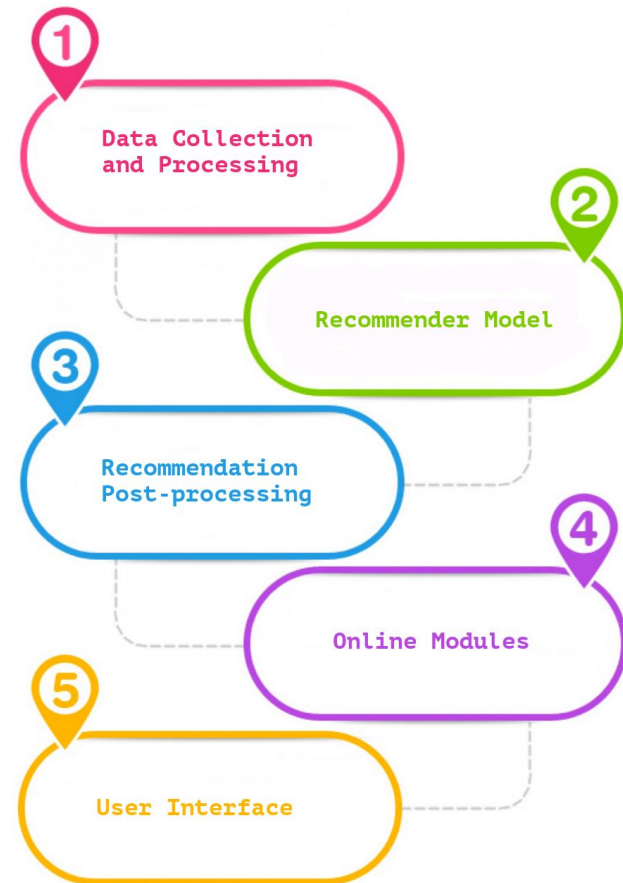 1
Data Collection
and Processing
2
Recommender Model
3
Recommendation
Post-processing
4
Online Modules
5
User Interface